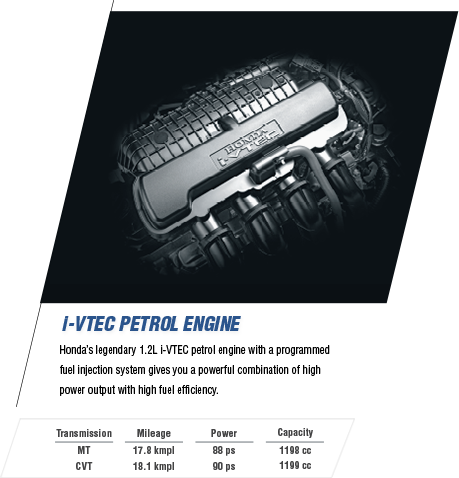 HONDA
i-VTEC
i-VTEC PETROL ENGINE
Honda's legendary 1.2L i-VTEC petrol engine with a programmed
fuel injection system gives you a powerful combination of high
power output with high fuel efficiency.
Transmission Mileage Power Capacity
MT 17.8 kmpl 88 ps 1198 cc
CVT 18.1 kmpl 90 ps 1199 cc